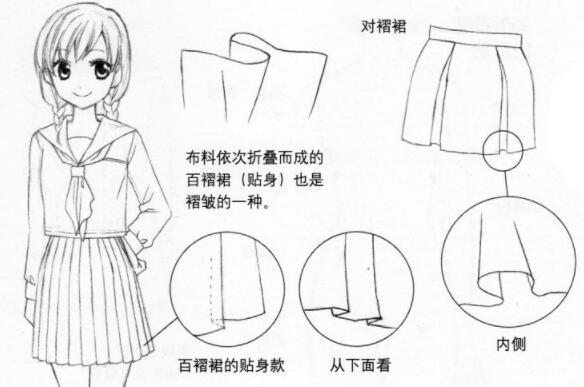 对褶裙
布料依次折叠而成的
百褶裙（贴身）也是
褶皱的一种。
百褶裙的贴身款
从下面看
内侧